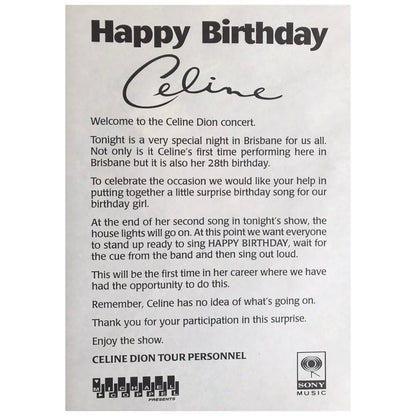 Happy Birthday
Celine
Welcome to the Celine Dion concert.
Tonight is a very special night in Brisbane for us all.
Not only is it Celine's first time performing here in
Brisbane but it is also her 28th birthday.
To celebrate the occasion we would like your help in
putting together a little surprise birthday song for our
birthday girl.
At the end of her second song in tonight's show, the
house lights will go on. At this point we want everyone
to stand up ready to sing HAPPY BIRTHDAY, wait for
the cue from the band and then sing out loud.
This will be the first time in her career where we have
had the opportunity to do this.
Remember, Celine has no idea of what's going on.
Thank you for your participation in this surprise.
Enjoy the show.
CELINE DION TOUR PERSONNEL
MICHAEL
COPPEL
PRESENTS
SONY
MUSIC